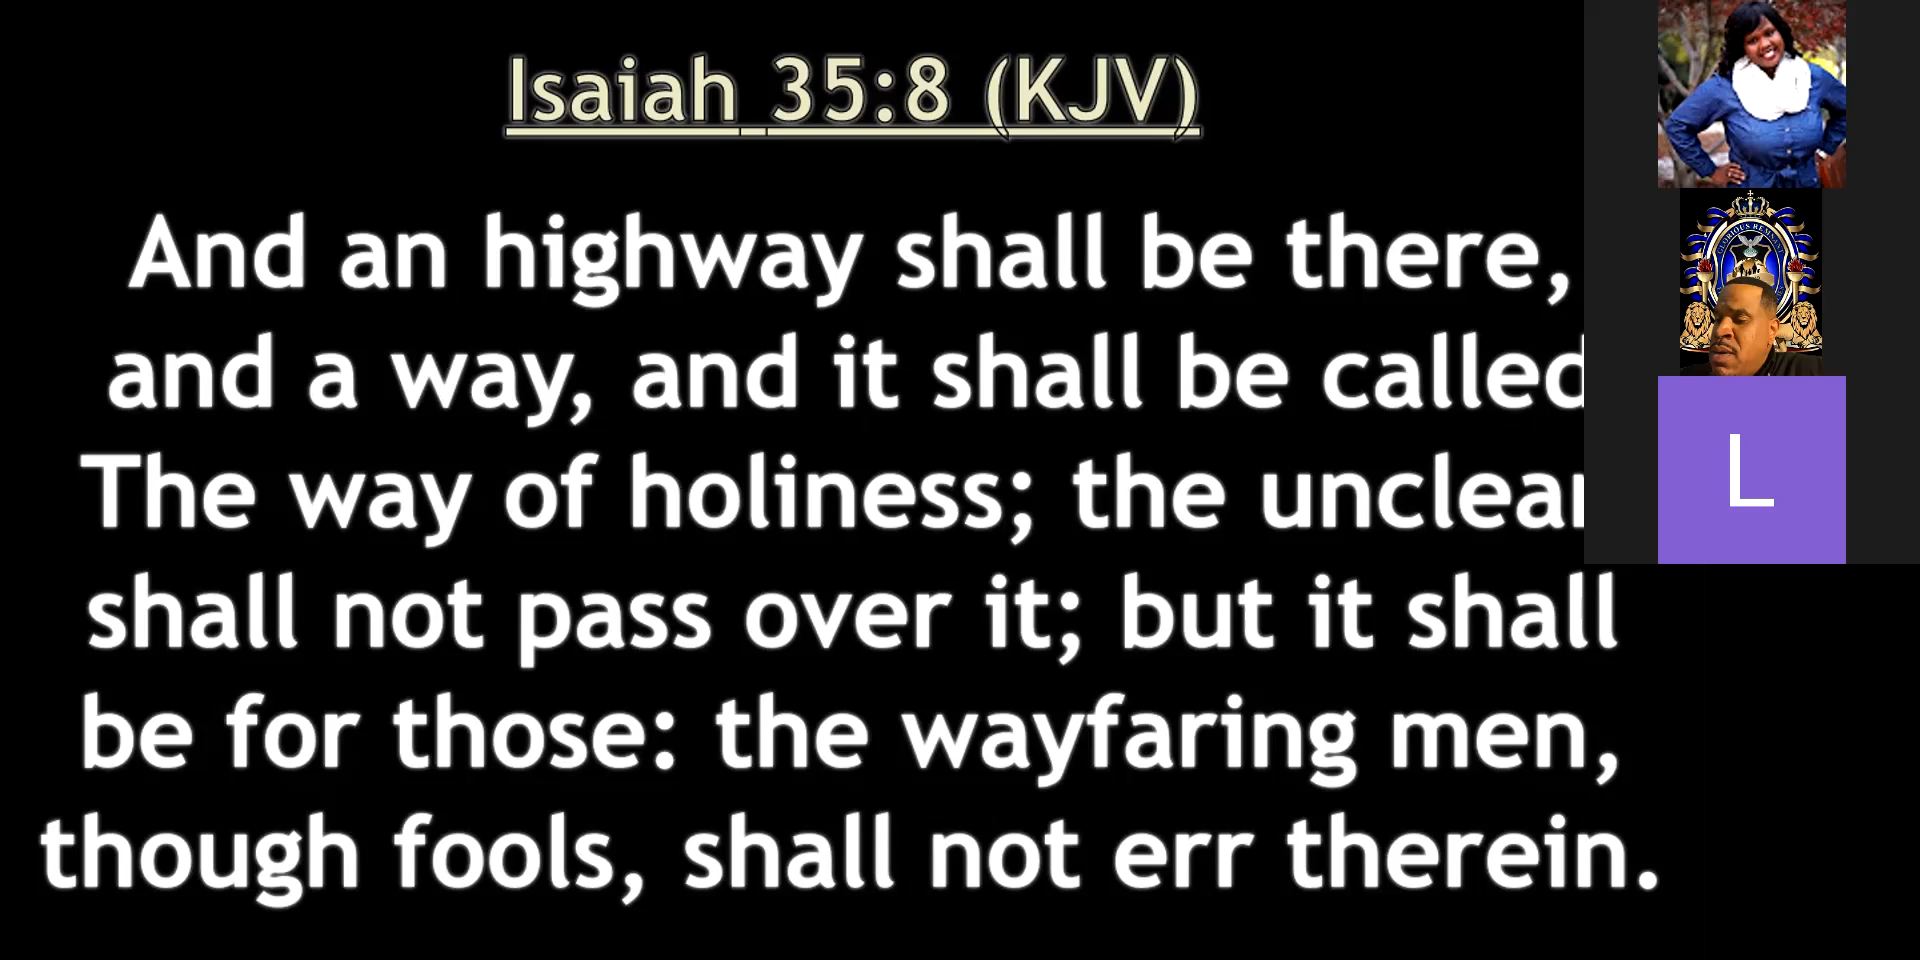 Isaiah 35:8 (KJV)
And an highway shall be there,
and a way, and it shall be called
The way of holiness; the unclean
shall not pass over it; but it shall
be for those: the wayfaring men,
though fools, shall not err therein.
GLORIOUS REMNANT
L